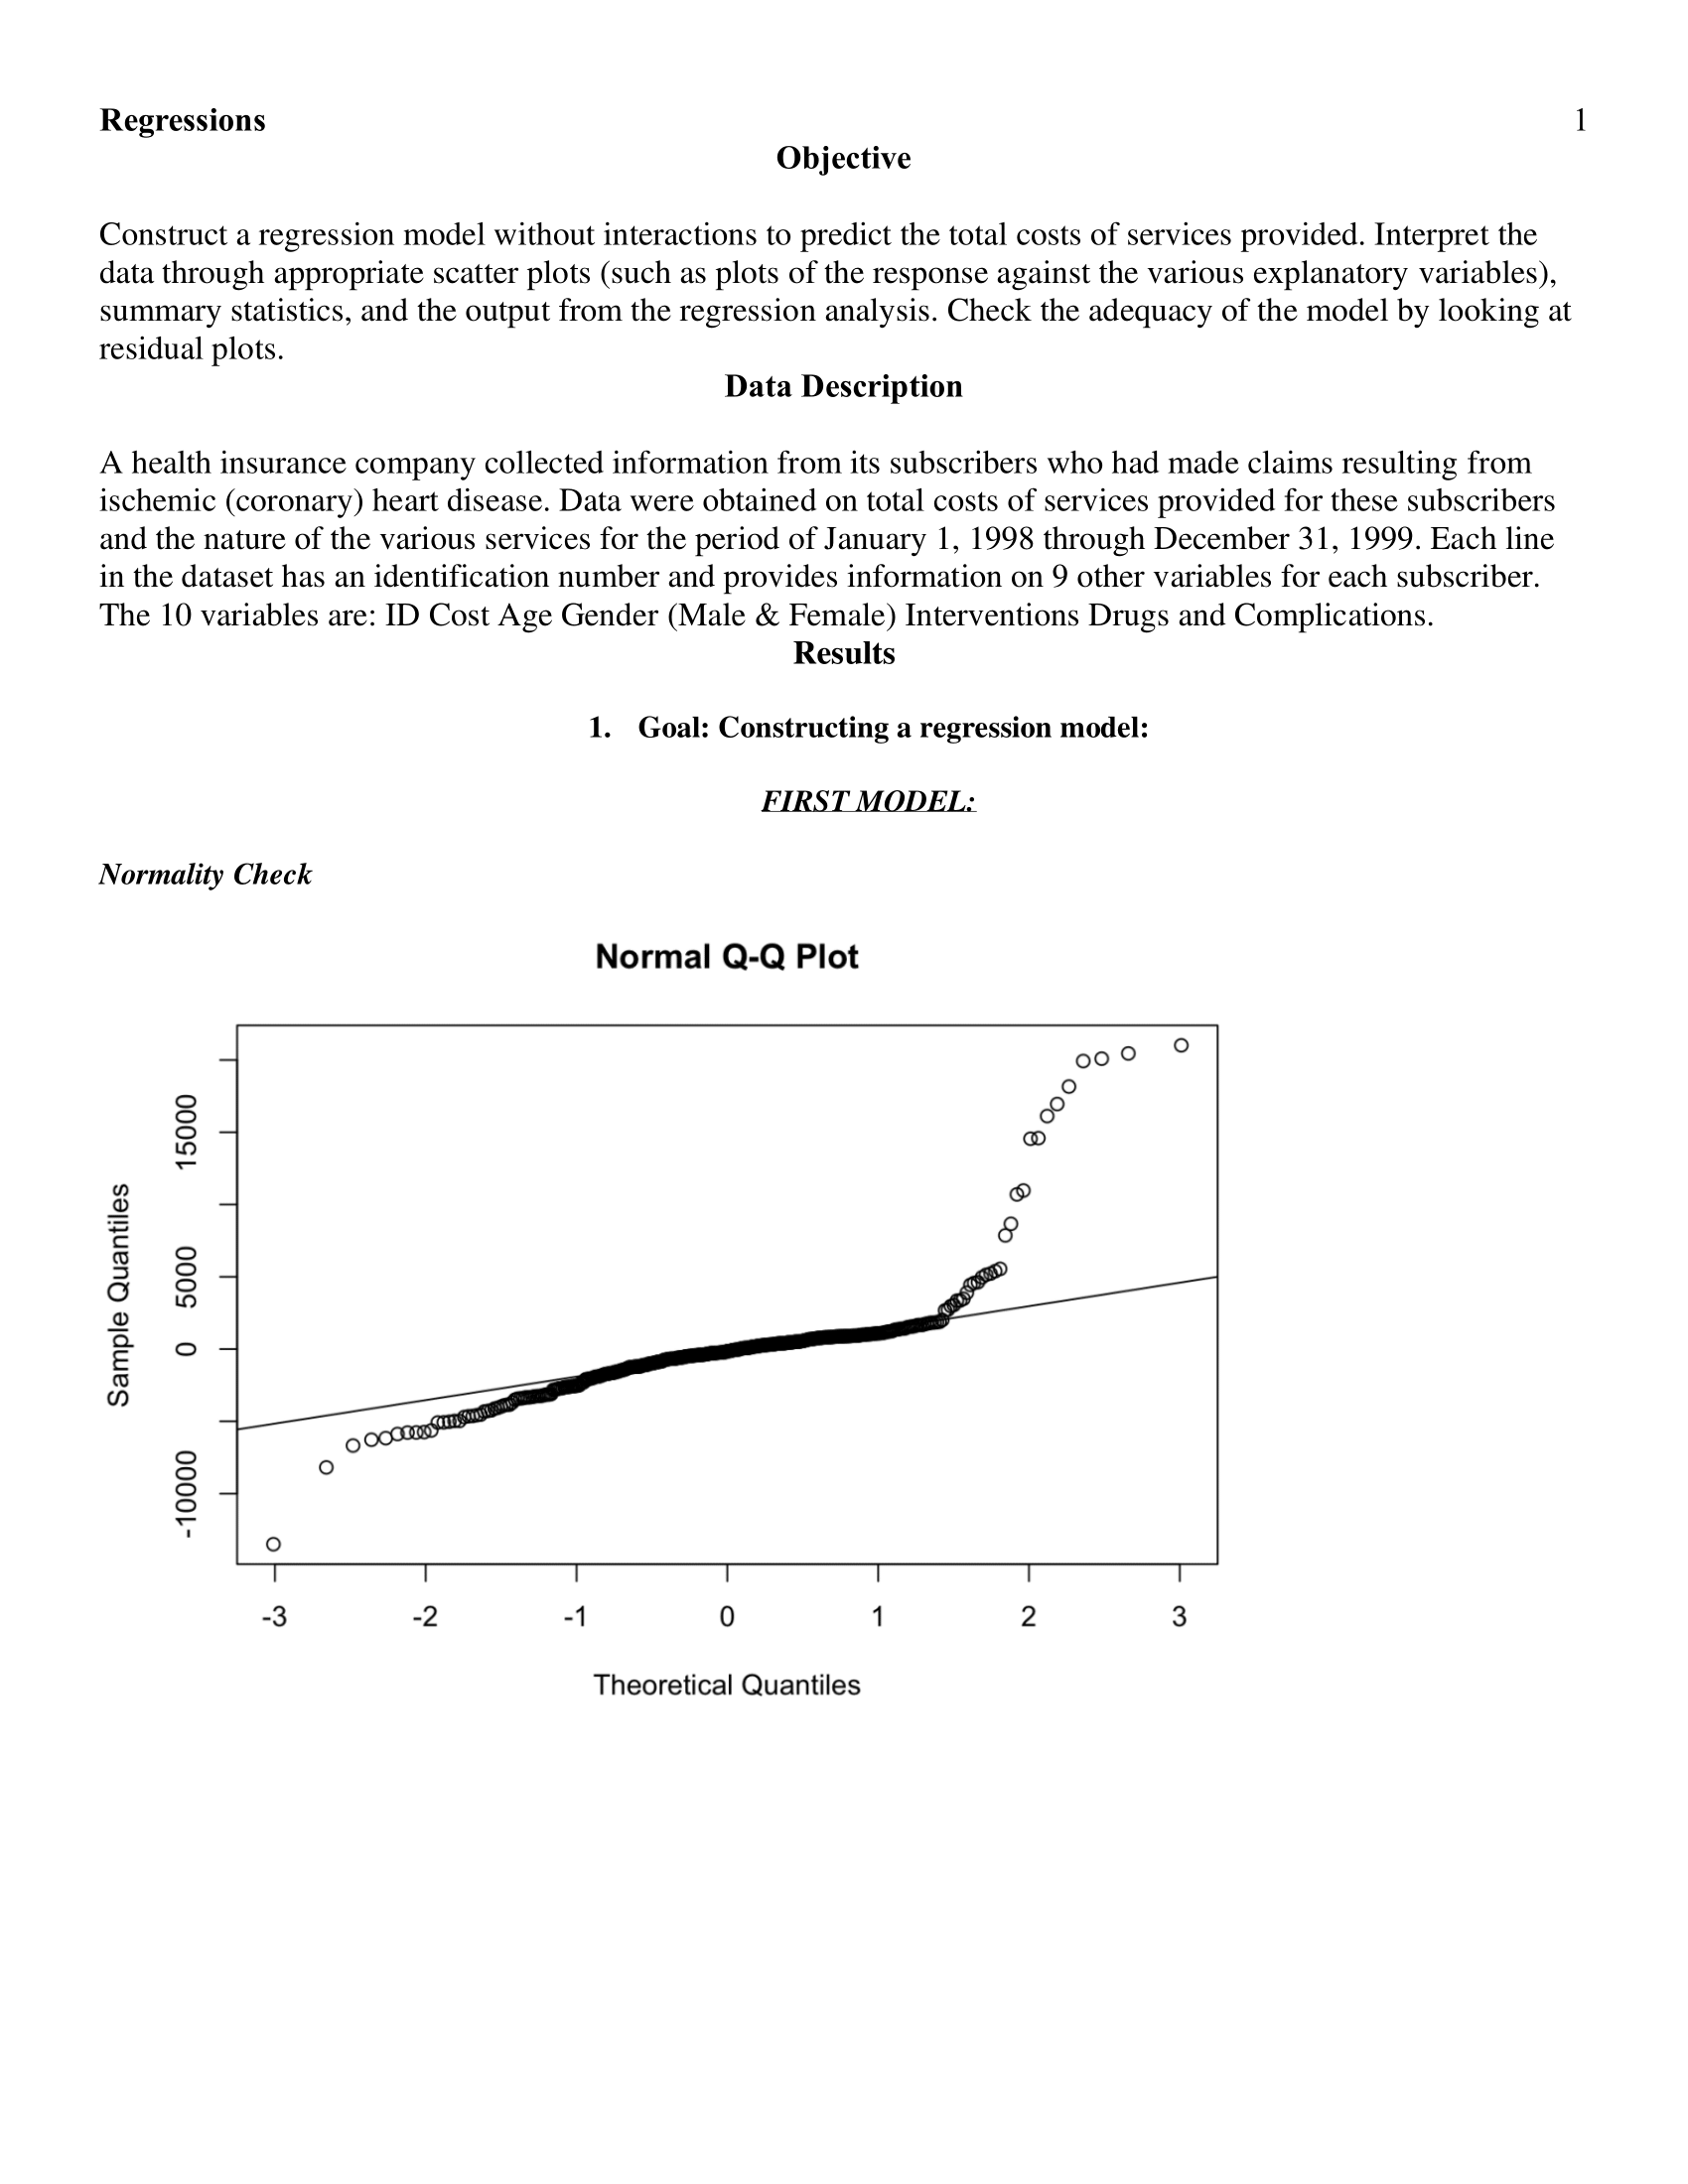 Regressions 1
Objective
Construct a regression model without interactions to predict the total costs of services provided. Interpret the
data through appropriate scatter plots (such as plots of the response against the various explanatory variables),
summary statistics, and the output from the regression analysis. Check the adequacy of the model by looking at
residual plots.
Data Description
A health insurance company collected information from its subscribers who had made claims resulting from
ischemic (coronary) heart disease. Data were obtained on total costs of services provided for these subscribers
and the nature of the various services for the period of January 1, 1998 through December 31, 1999. Each line
in the dataset has an identification number and provides information on 9 other variables for each subscriber.
The 10 variables are: ID Cost Age Gender (Male & Female) Interventions Drugs and Complications.
Results
1. Goal: Constructing a regression model:
FIRST MODEL:
Normality Check
Normal Q-Q Plot
Sample Quantiles
15000
5000
0
-10000
-3 -2 -1 0 1 2 3
Theoretical Quantiles